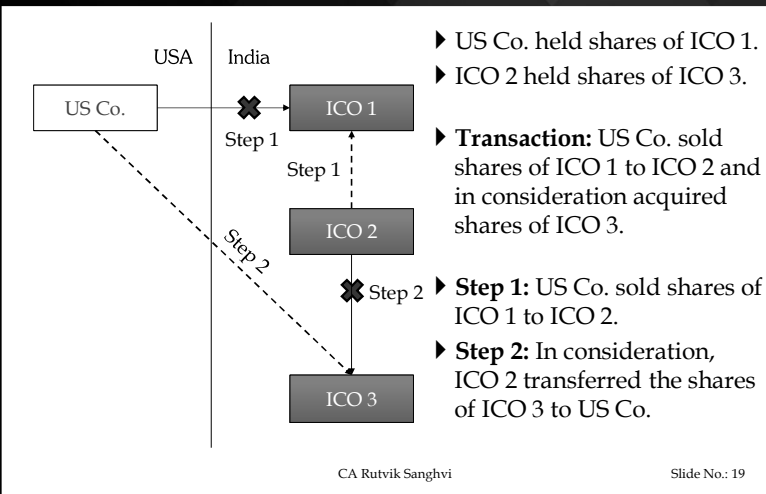 USA
India
US Co.
ICO 1
Step 1
Step 1
ICO 2
Step 2
Step 2
ICO 3
US Co. held shares of ICO 1.
ICO 2 held shares of ICO 3.
Transaction: US Co. sold
shares of ICO 1 to ICO 2 and
in consideration acquired
shares of ICO 3.
Step 1: US Co. sold shares of
ICO 1 to ICO 2.
Step 2: In consideration,
ICO 2 transferred the shares
of ICO 3 to US Co.
CA Rutvik Sanghvi
Slide No.: 19